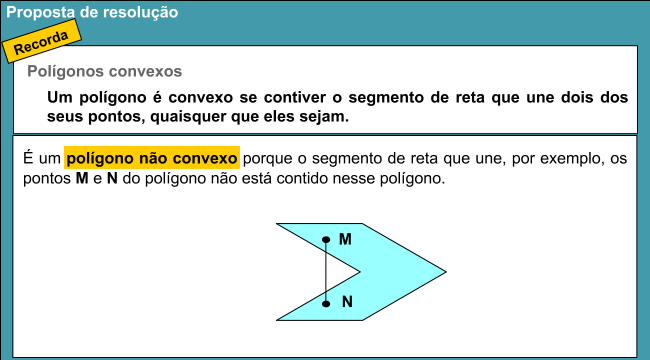 Proposta de resolução
Recorda
Polígonos convexos
Um polígono é convexo se contiver o segmento de reta que une dois dos
seus pontos, quaisquer que eles sejam.
É um polígono não convexo porque o segmento de reta que une, por exemplo, os
pontos M e N do polígono não está contido nesse polígono.
M
N